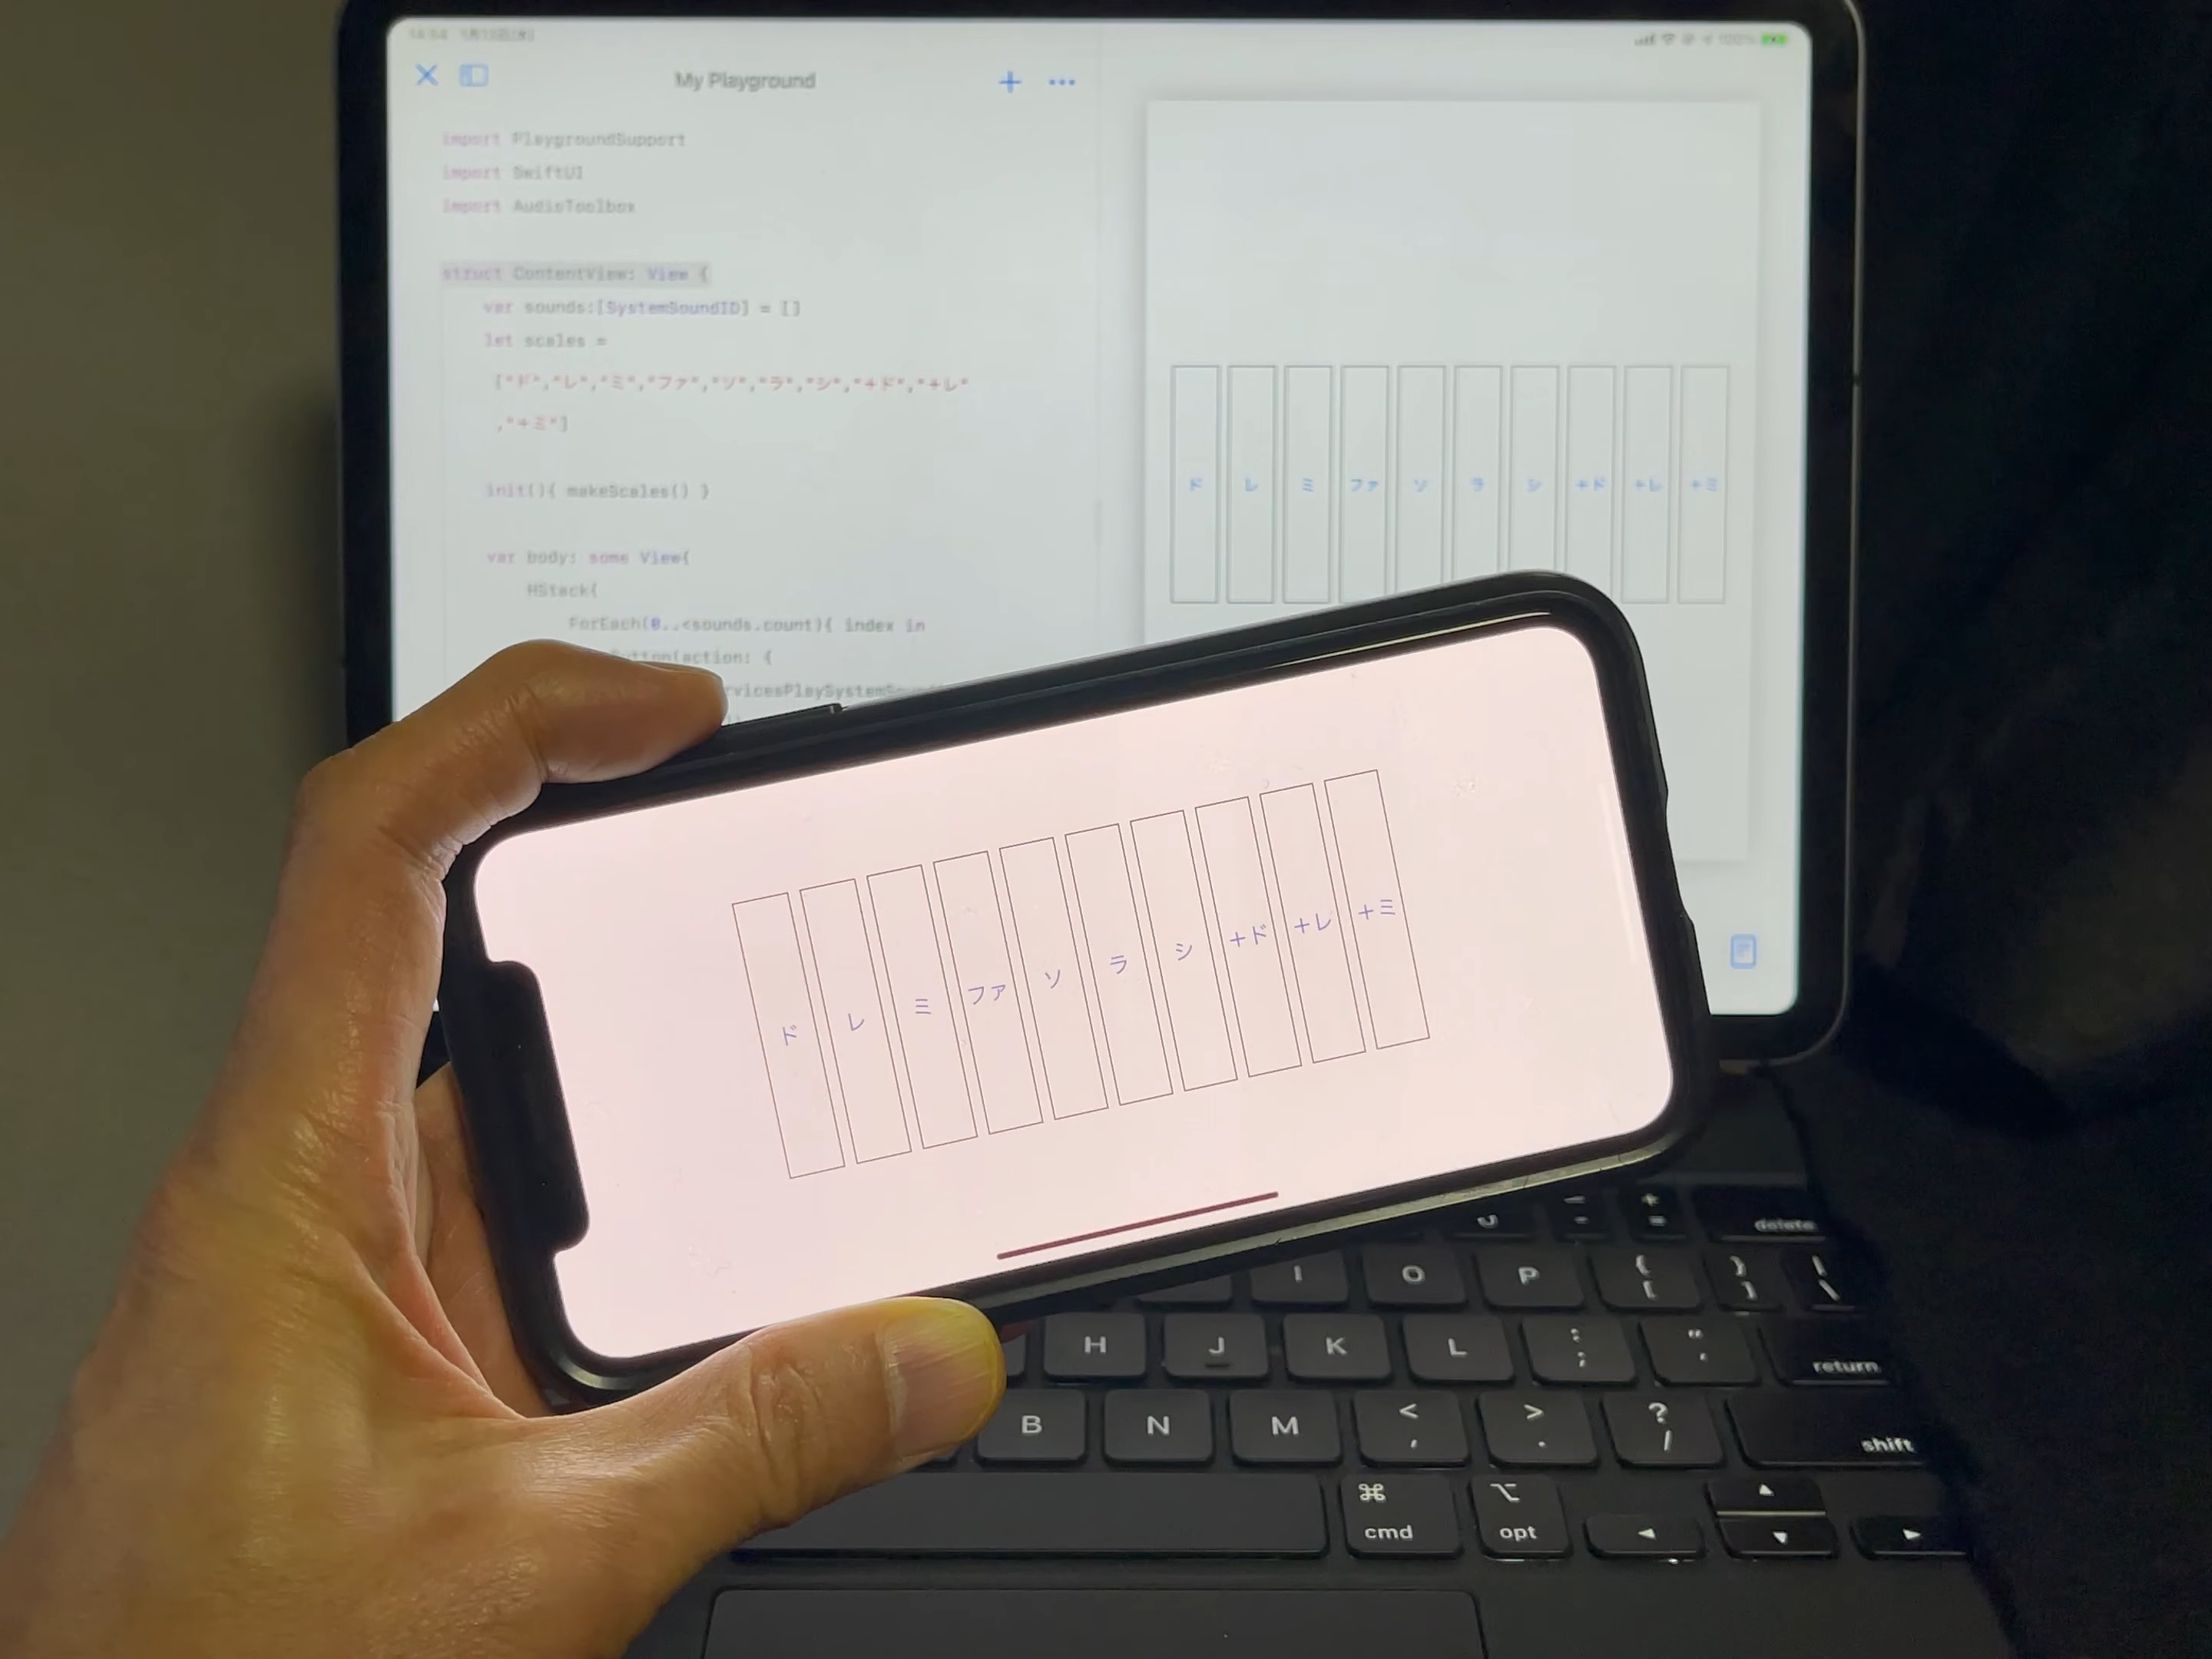 My Playground
100%
import PlaygroundSupport
import SwiftUI
import AudioToolbox
struct ContentView: View {
var sounds:[SystemSoundID] = []
let scales =
["ド","レ","ミ","ファ","ソ","ラ","シ","+ド","+レ"
,"+ミ"]
init(){ makeScales() }
var body: some View{
HStack{
ForEach(0..<sounds.count){ index in
ド レ ミ ファ ソ ラ シ +ド +レ +ミ
ド レ ミ ファ ソ ラ シ +ド +レ +ミ
delete
I O P { [ } ] | \
H J K L : ; " ' return
B N M < , > . ? / shift
⌘ cmd ⌥ opt ◀ ▲ ▼ ▶